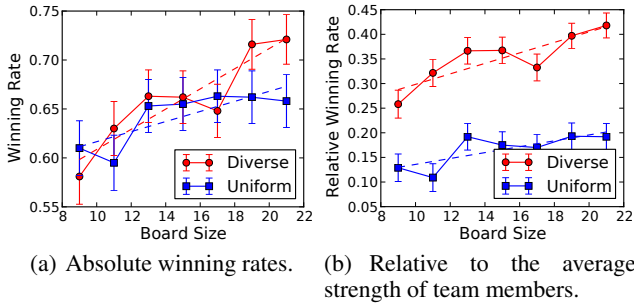 0.75
0.70
0.65
0.60
0.55
Winning Rate
8 10 12 14 16 18 20 22
Board Size
Diverse
Uniform
(a) Absolute winning rates.
0.45
0.40
0.35
0.30
0.25
0.20
0.15
0.10
0.05
Relative Winning Rate
8 10 12 14 16 18 20 22
Board Size
Diverse
Uniform
(b) Relative to the average
strength of team members.